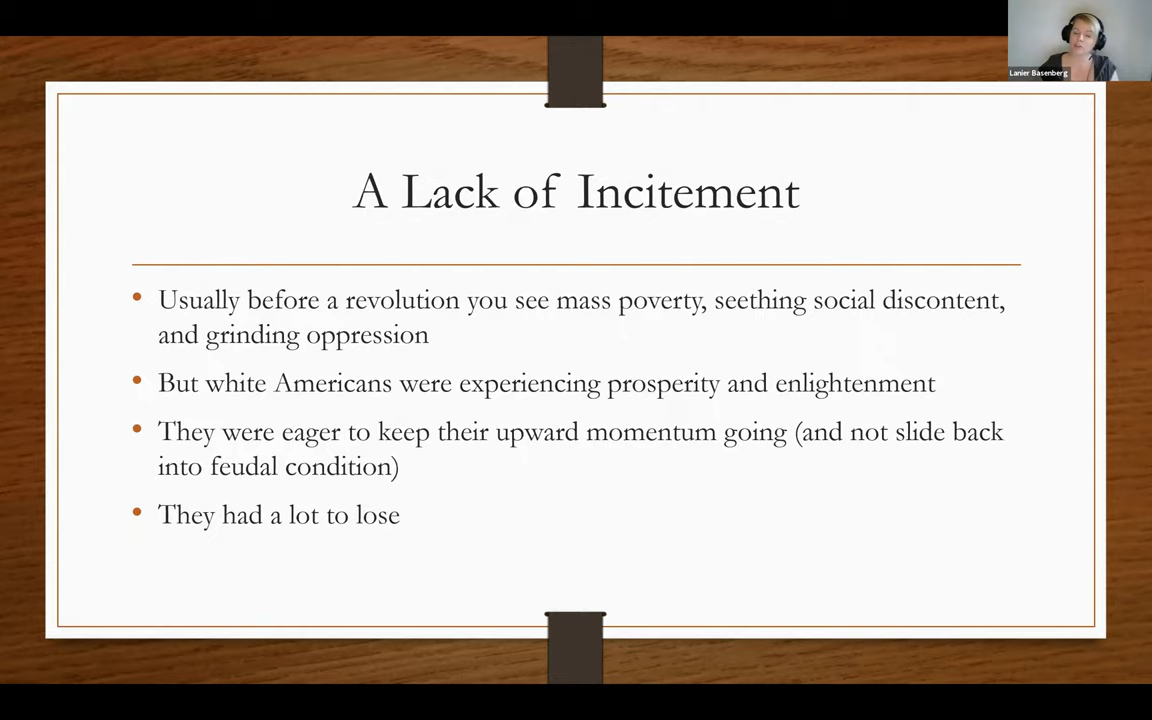 Lanier Basenberg
A Lack of Incitement
• Usually before a revolution you see mass poverty, seething social discontent,
and grinding oppression
• But white Americans were experiencing prosperity and enlightenment
• They were eager to keep their upward momentum going (and not slide back
into feudal condition)
• They had a lot to lose